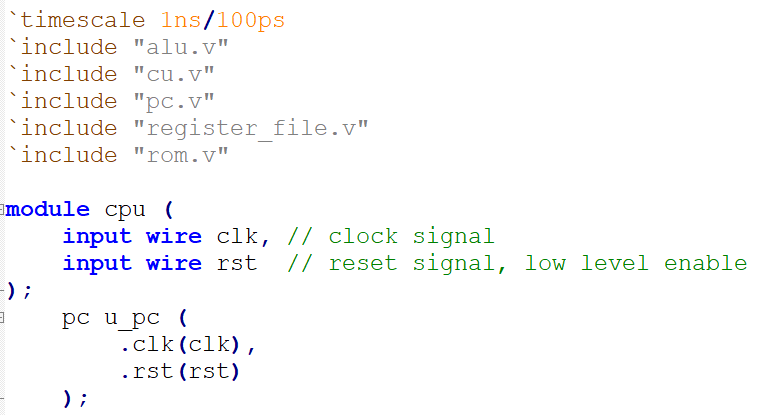 `timescale 1ns/100ps
`include "alu.v"
`include "cu.v"
`include "pc.v"
`include "register_file.v"
`include "rom.v"

module cpu (
    input wire clk, // clock signal
    input wire rst  // reset signal, low level enable
);
    pc u_pc (
        .clk(clk),
        .rst(rst)
    );